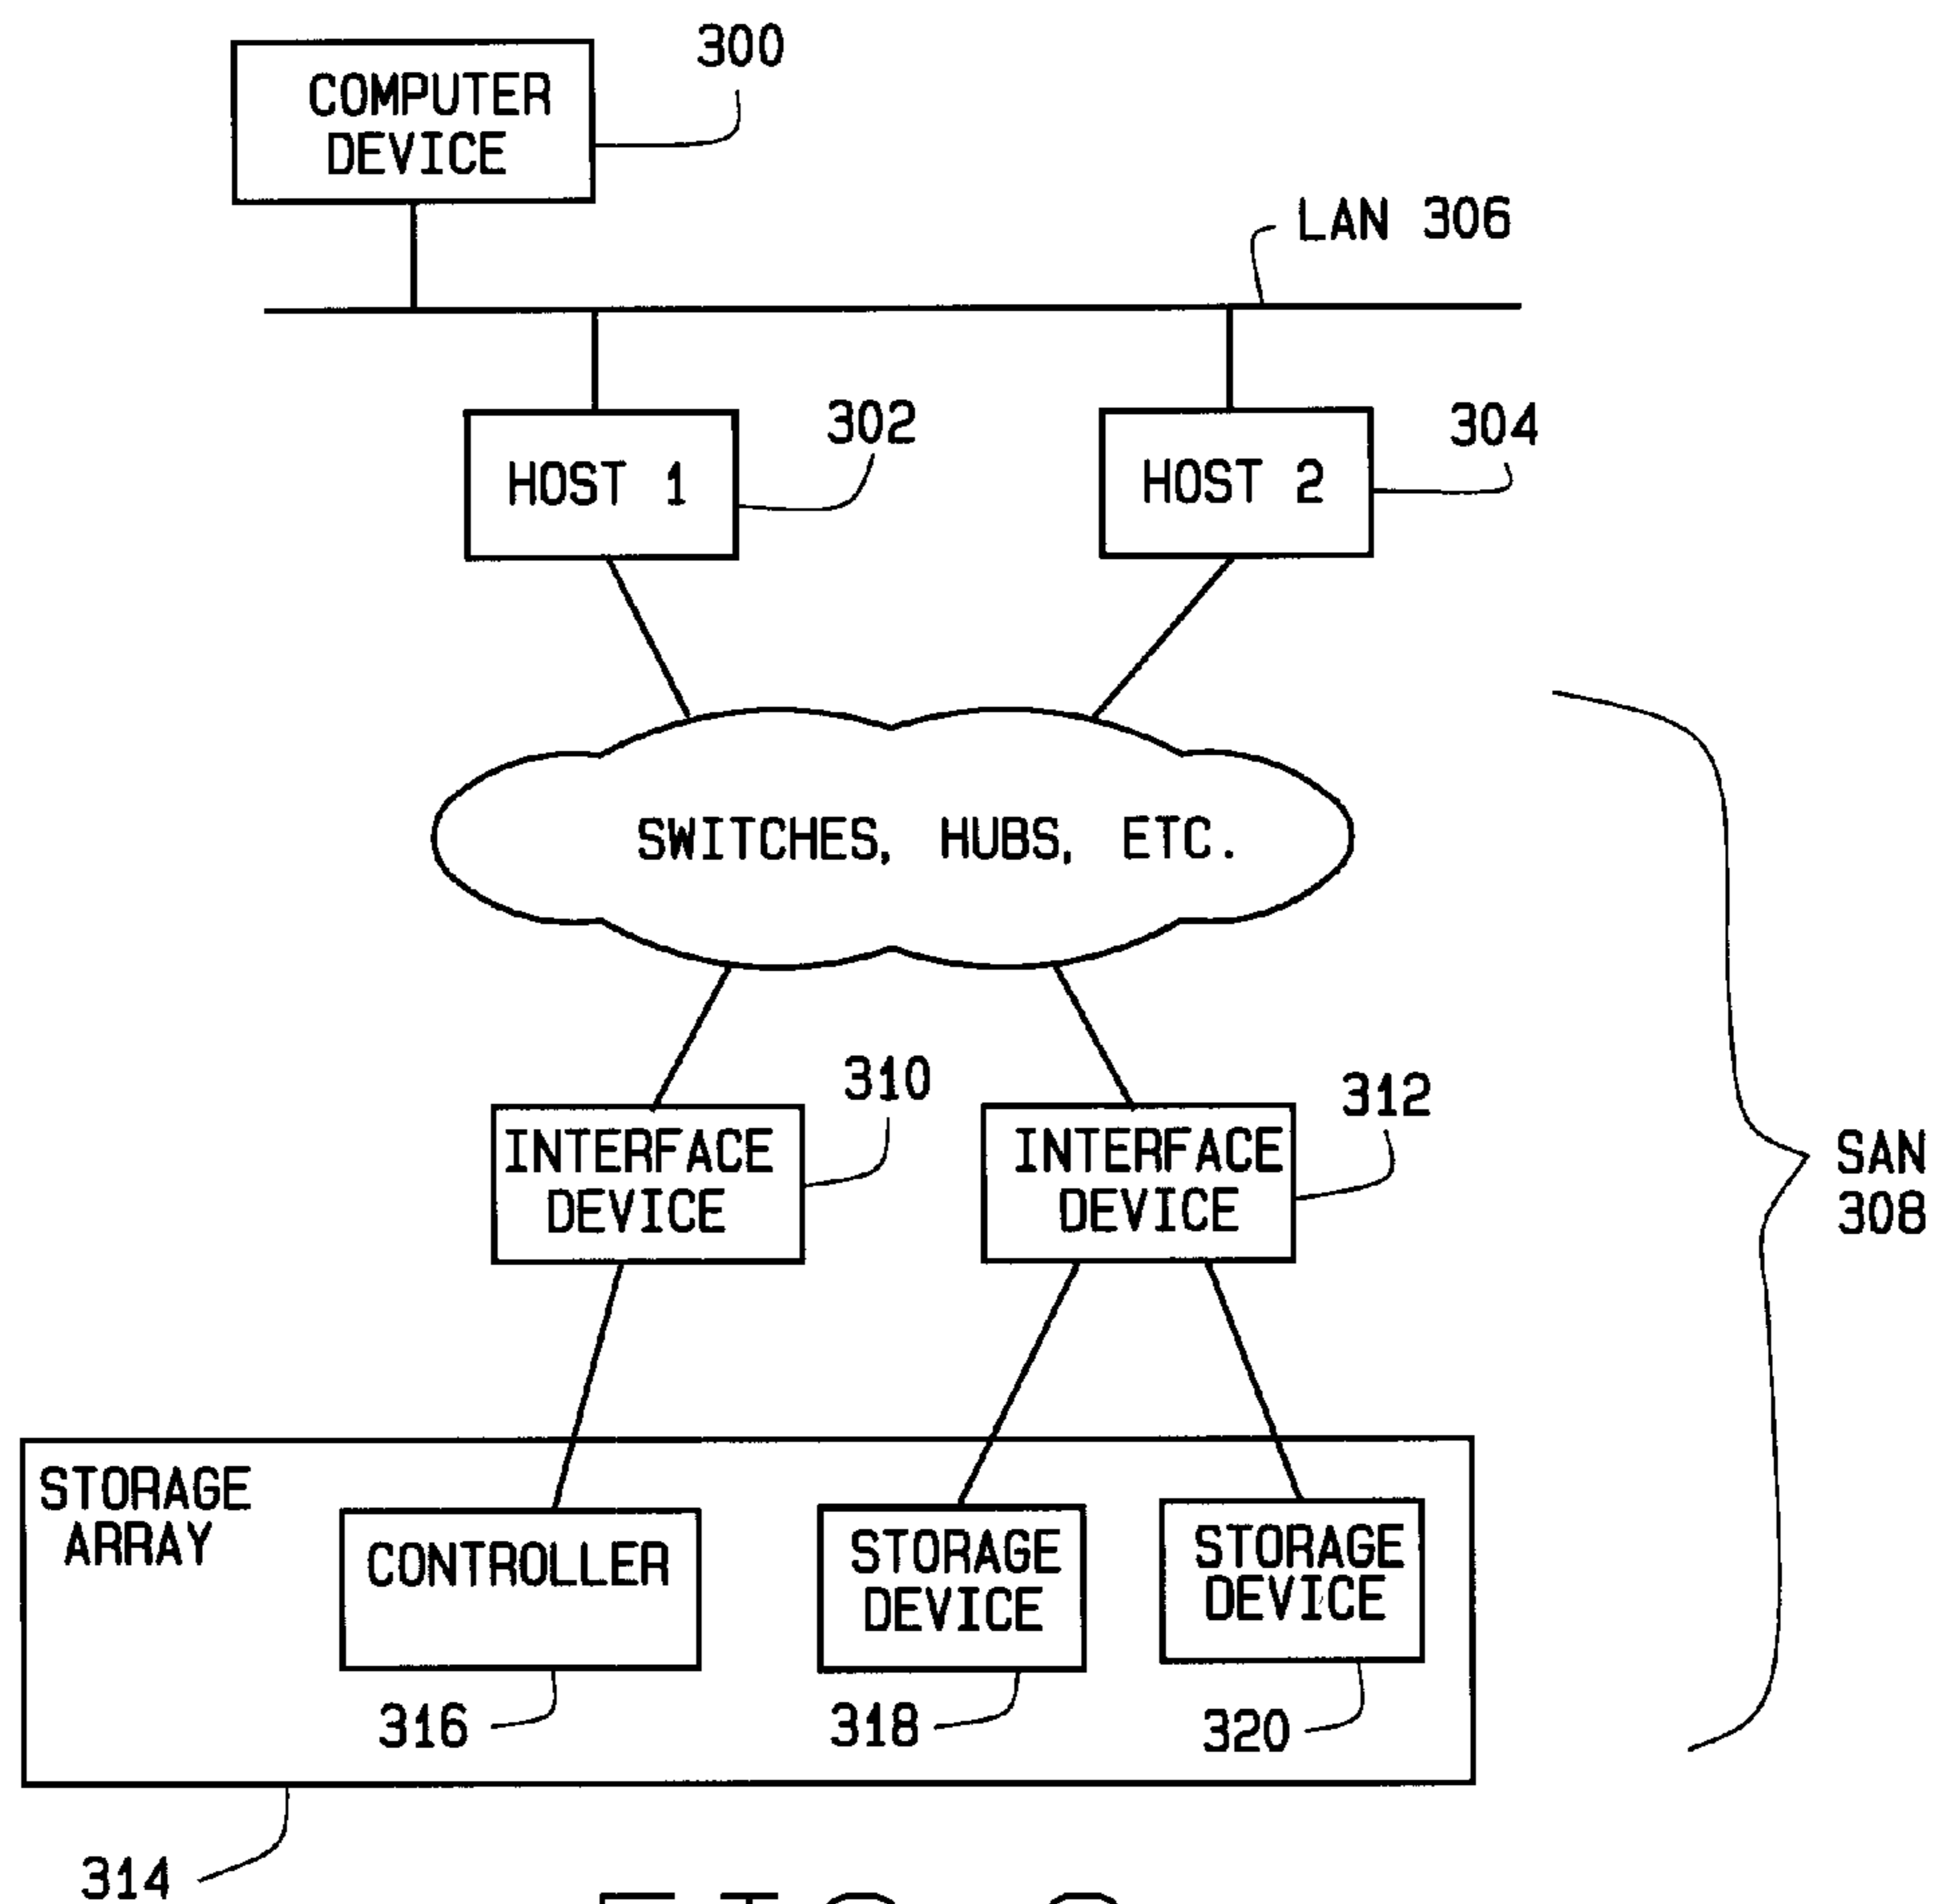 300
COMPUTER
DEVICE
LAN 306
302
304
HOST 1
HOST 2
SWITCHES, HUBS, ETC.
310
312
INTERFACE
DEVICE
INTERFACE
DEVICE
SAN
308
STORAGE
ARRAY
CONTROLLER
STORAGE
DEVICE
STORAGE
DEVICE
316
318
320
314